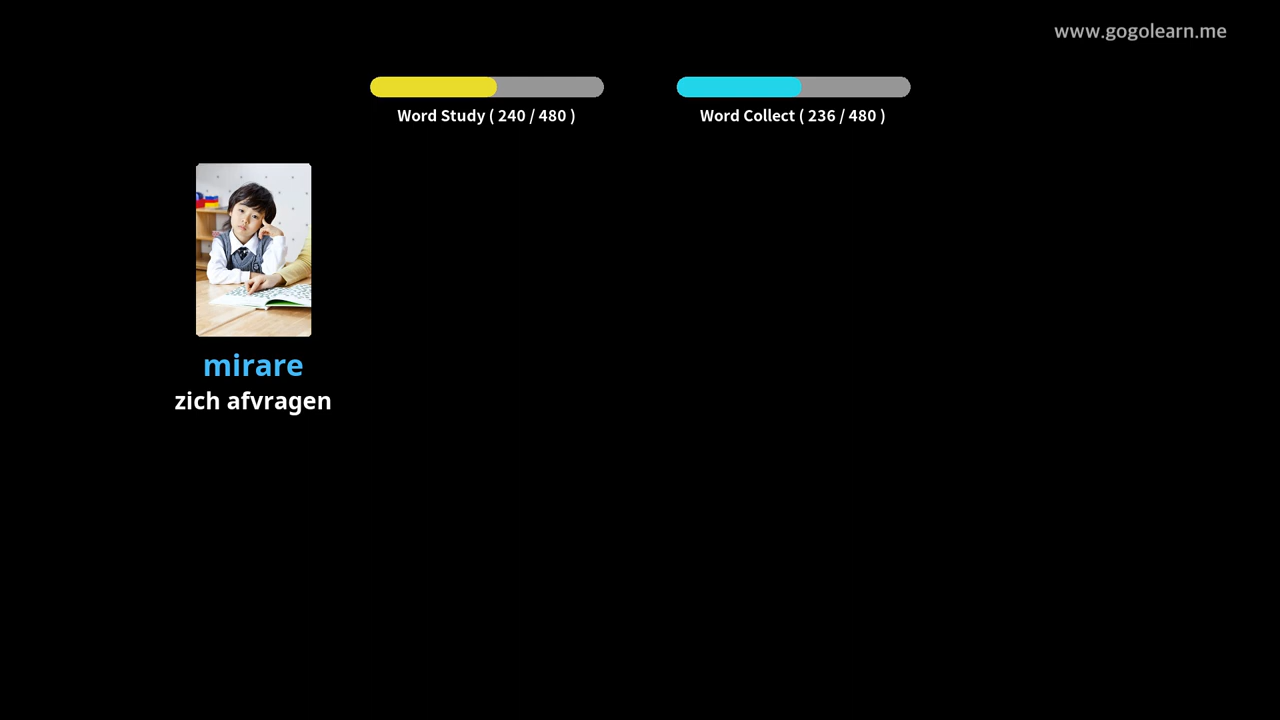 www.gogolearn.me
Word Study ( 240 / 480 )
Word Collect ( 236 / 480 )
mirare
zich afvragen